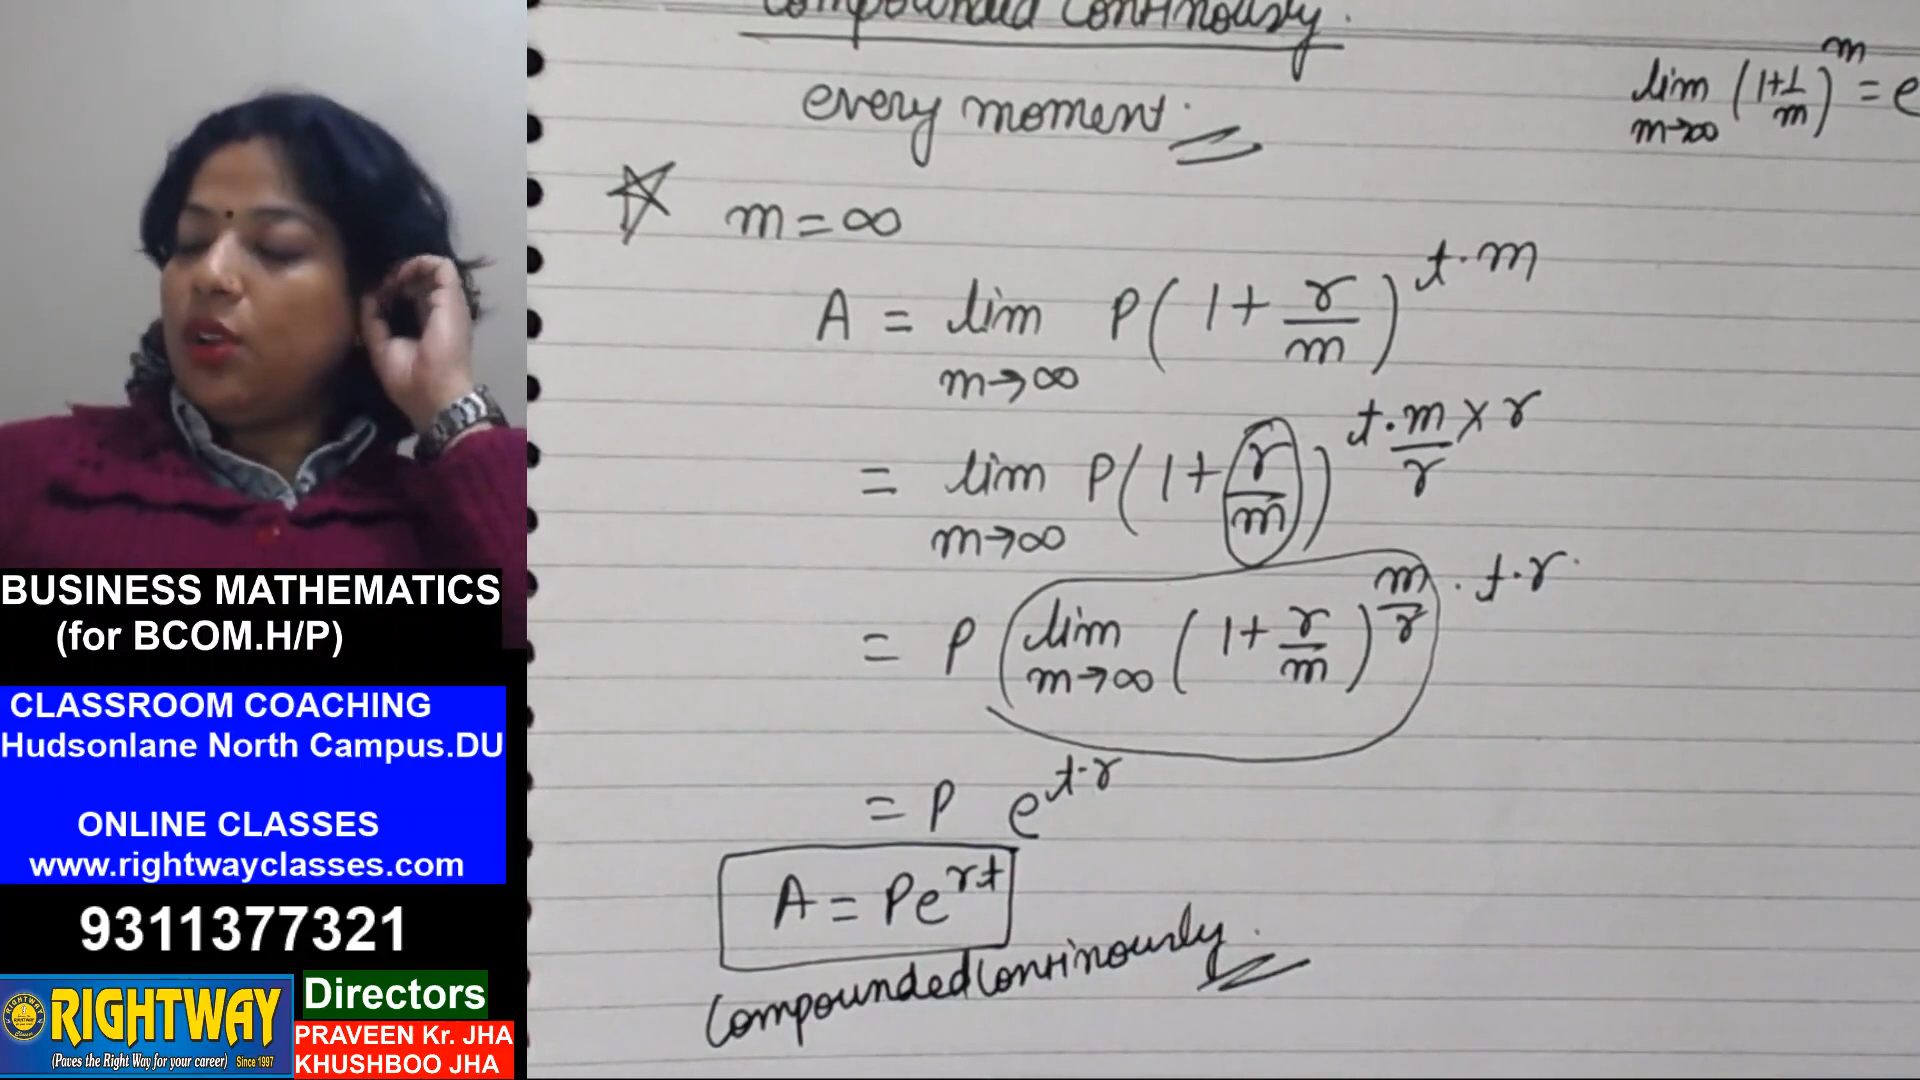 Compounded Continously.
every moment.
lim (1+1/m)^m = e
m→∞
☆ m = ∞
A = lim P(1 + r/m)^t·m
m→∞
= lim P(1 + r/m)^t·m/r × r
m→∞
= P (lim (1 + r/m)^m/r · t·r
m→∞
= P e^t·r
A = Pe^rt
Compounded Continously.
BUSINESS MATHEMATICS
(for BCOM.H/P)
CLASSROOM COACHING
Hudsonlane North Campus.DU
ONLINE CLASSES
www.rightwayclasses.com
9311377321
RIGHTWAY
(Paves the Right Way for your career) Since 1997
Directors
PRAVEEN Kr. JHA
KHUSHBOO JHA